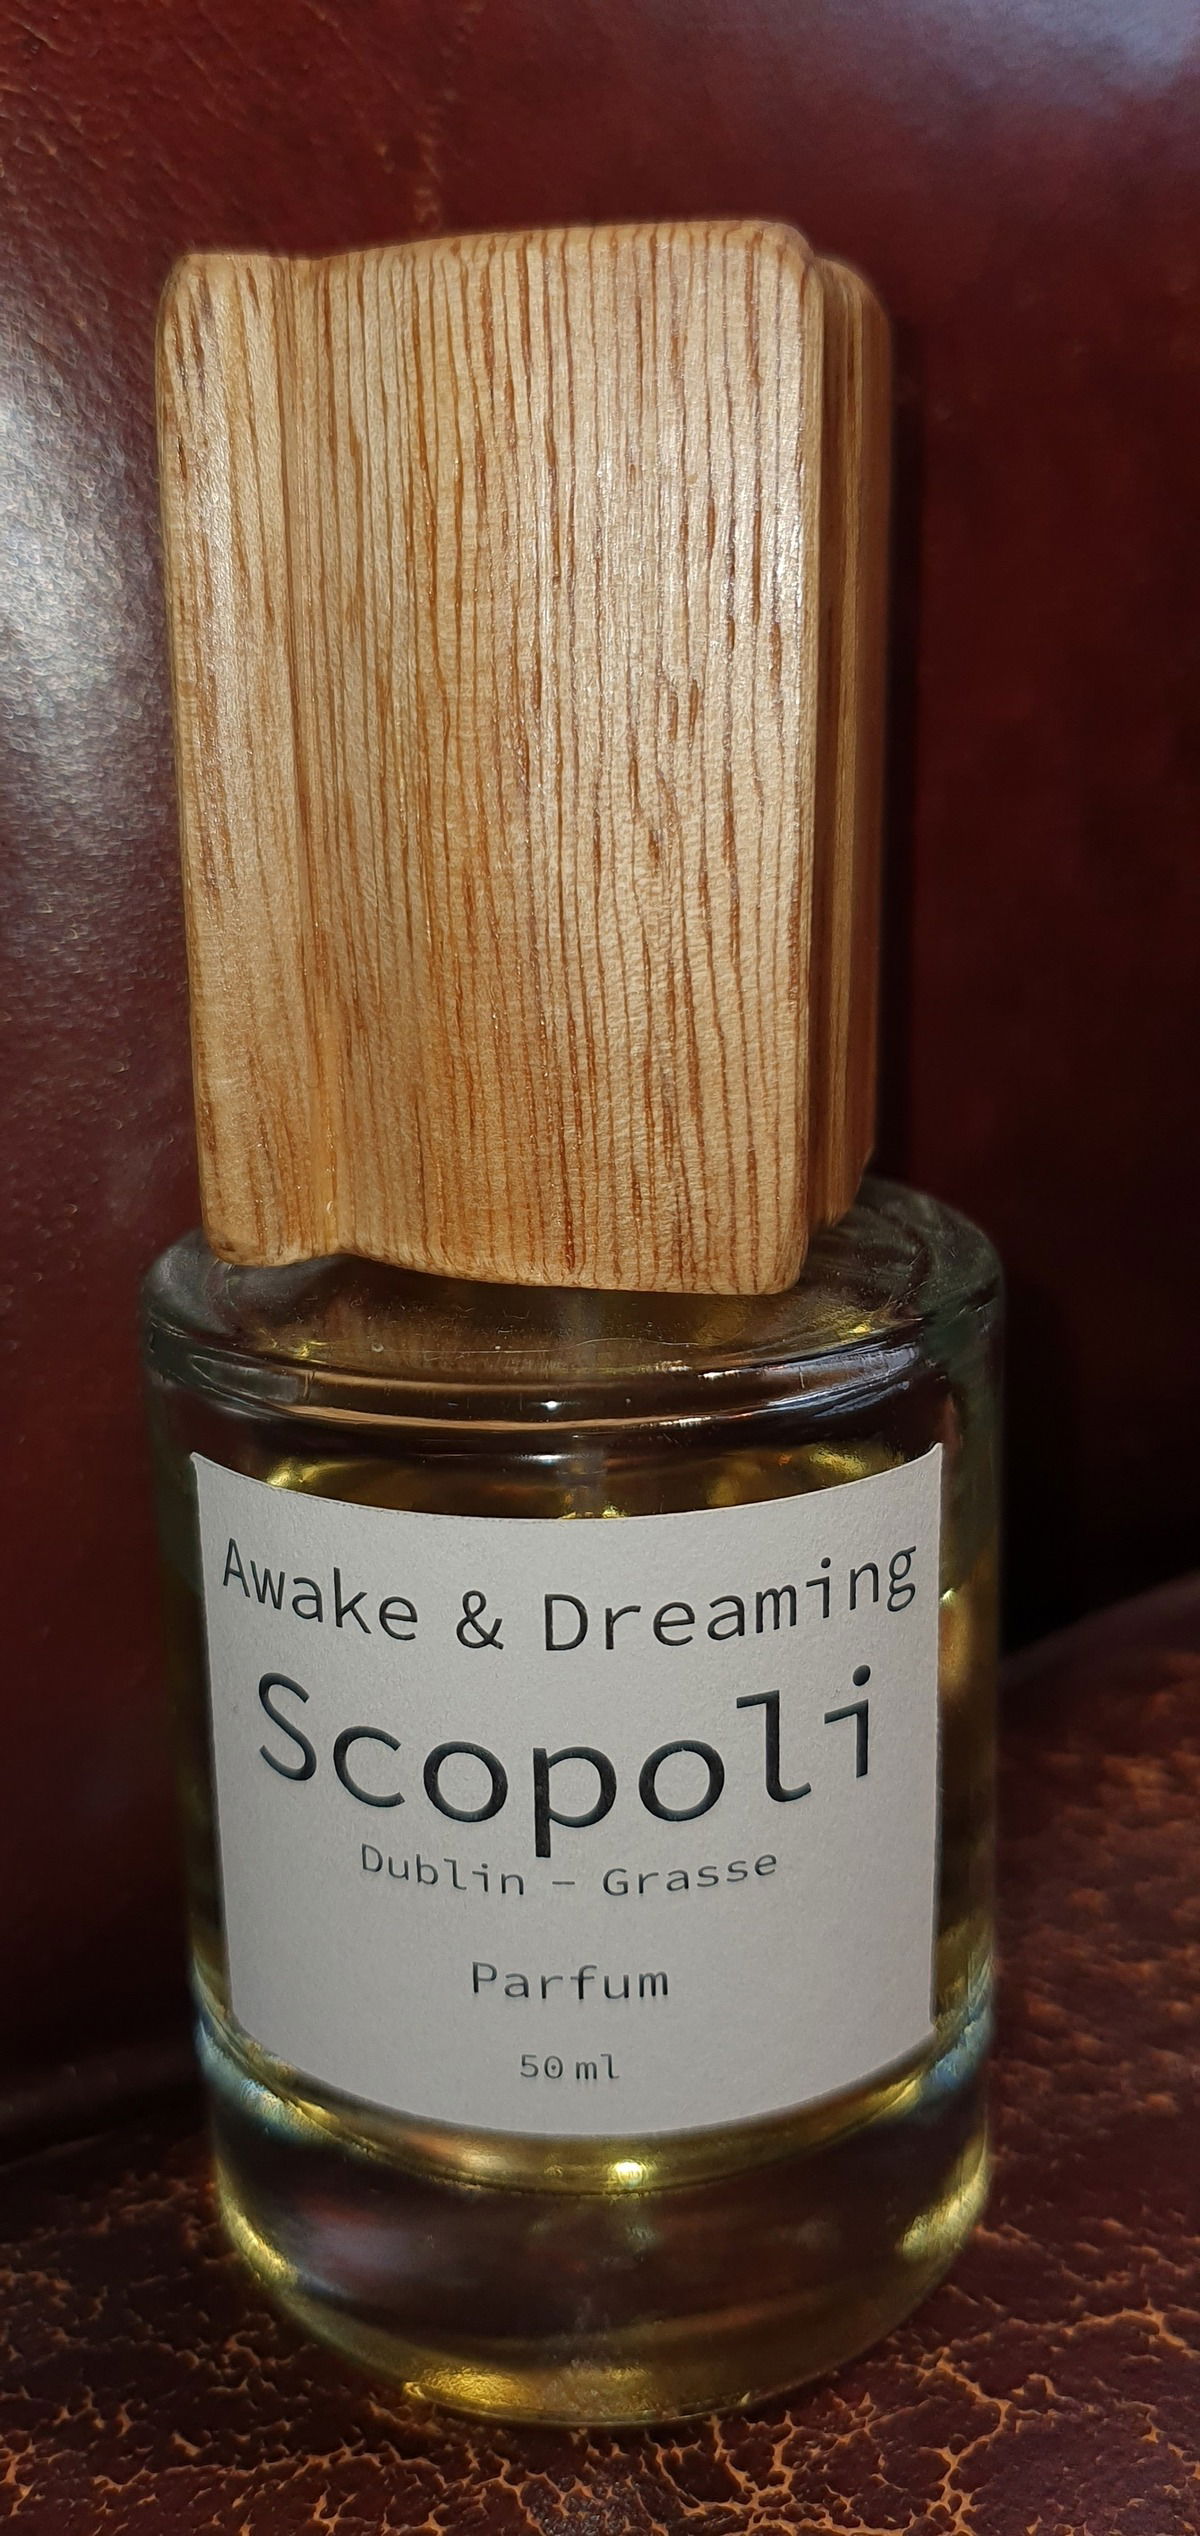 Awake & Dreaming
Scopoli
Dublin – Grasse
Parfum
50 ml